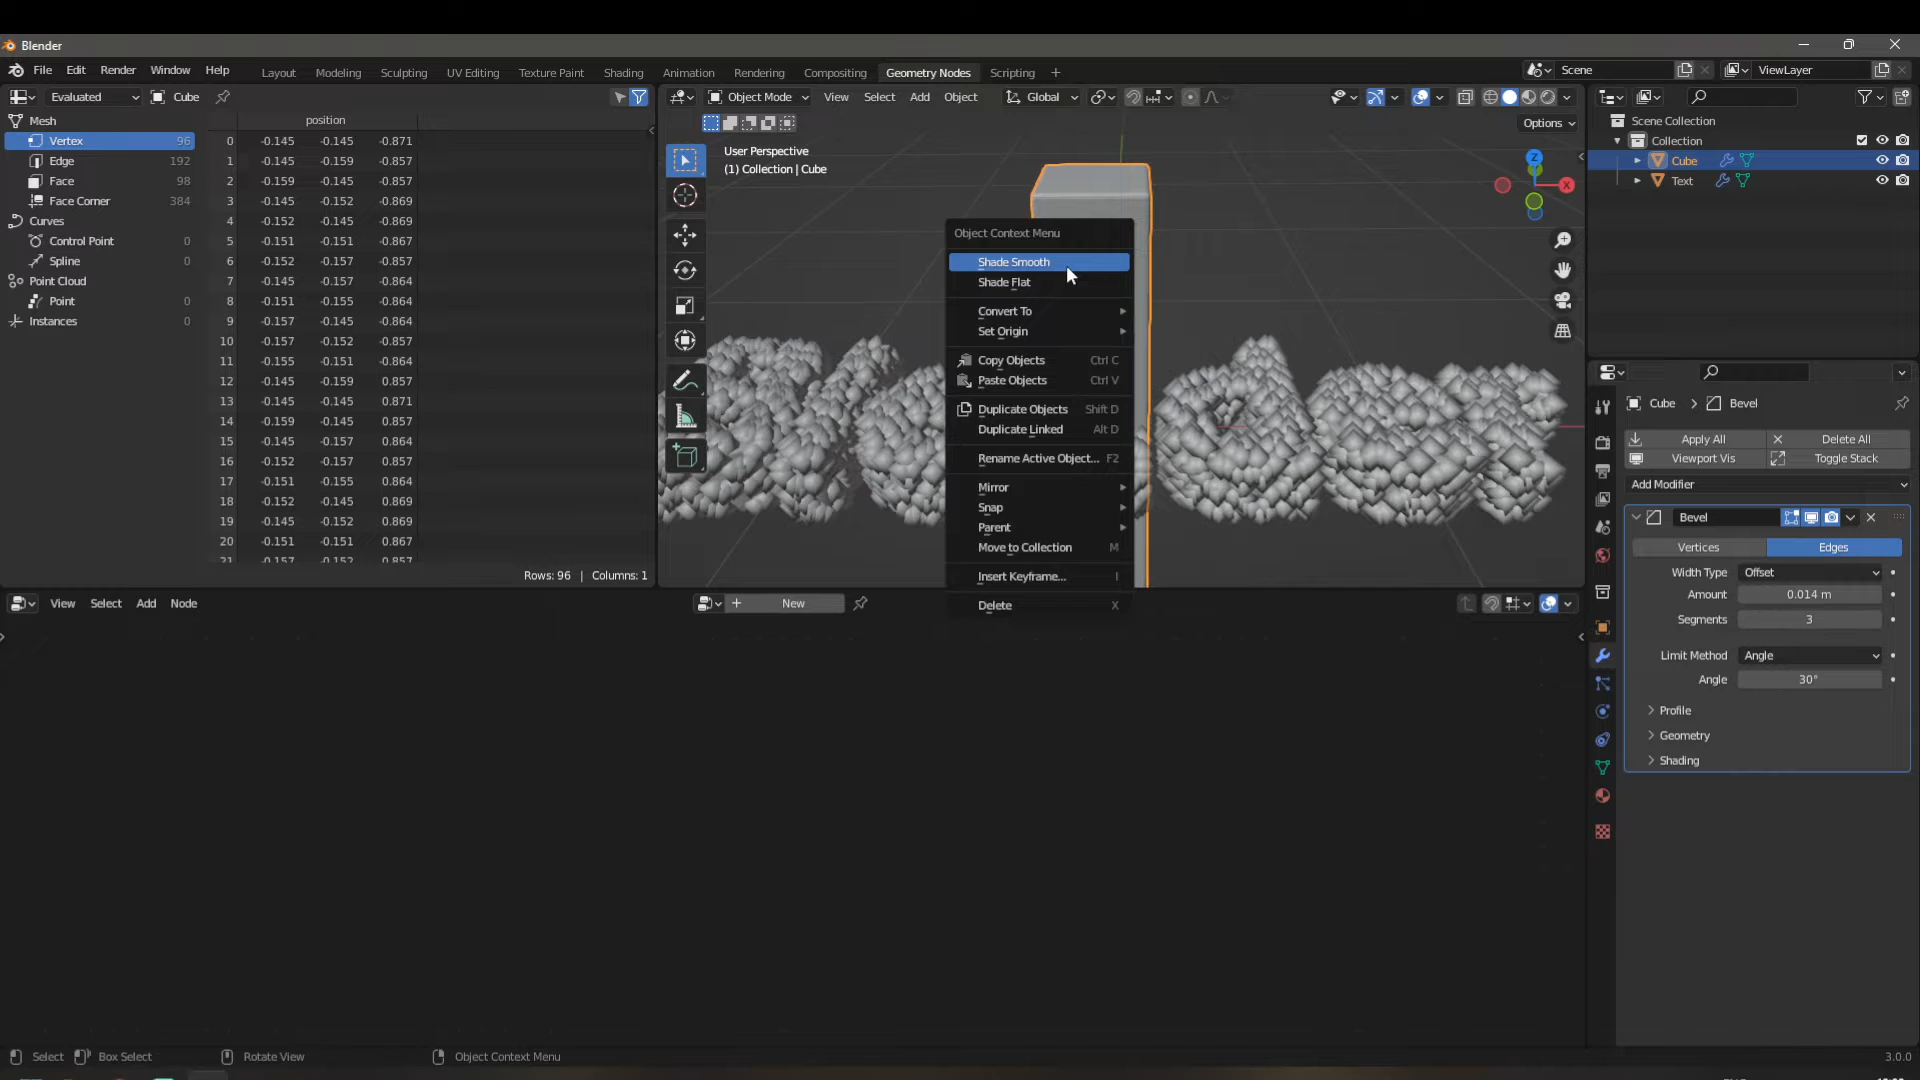 Blender
File Edit Render Window Help Layout Modeling Sculpting UV Editing Texture Paint Shading Animation Rendering Compositing Geometry Nodes Scripting + Scene ViewLayer
Evaluated Cube
Object Mode View Select Add Object Global
Options
Mesh
Vertex 96
Edge 192
Face 98
Face Corner 384
Curves
Control Point 0
Spline 0
Point Cloud
Point 0
Instances 0
position
0 -0.145 -0.145 -0.871
1 -0.145 -0.159 -0.857
2 -0.159 -0.145 -0.857
3 -0.145 -0.152 -0.869
4 -0.152 -0.145 -0.869
5 -0.151 -0.151 -0.867
6 -0.152 -0.157 -0.857
7 -0.145 -0.157 -0.864
8 -0.151 -0.155 -0.864
9 -0.157 -0.145 -0.864
10 -0.157 -0.152 -0.857
11 -0.155 -0.151 -0.864
12 -0.145 -0.159 0.857
13 -0.145 -0.145 0.871
14 -0.159 -0.145 0.857
15 -0.145 -0.157 0.864
16 -0.152 -0.157 0.857
17 -0.151 -0.155 0.864
18 -0.152 -0.145 0.869
19 -0.145 -0.152 0.869
20 -0.151 -0.151 0.867
21 -0.157 -0.152 0.857
Rows: 96 | Columns: 1
User Perspective
(1) Collection | Cube
Z
X
Object Context Menu
Shade Smooth
Shade Flat
Convert To
Set Origin
Copy Objects Ctrl C
Paste Objects Ctrl V
Duplicate Objects Shift D
Duplicate Linked Alt D
Rename Active Object... F2
Mirror
Snap
Parent
Move to Collection M
Insert Keyframe... I
Delete X
Scene Collection
Collection
Cube
Text
Cube > Bevel
Apply All Delete All
Viewport Vis Toggle Stack
Add Modifier
Bevel
Vertices Edges
Width Type Offset
Amount 0.014 m
Segments 3
Limit Method Angle
Angle 30°
Profile
Geometry
Shading
View Select Add Node New
Select Box Select Rotate View Object Context Menu 3.0.0